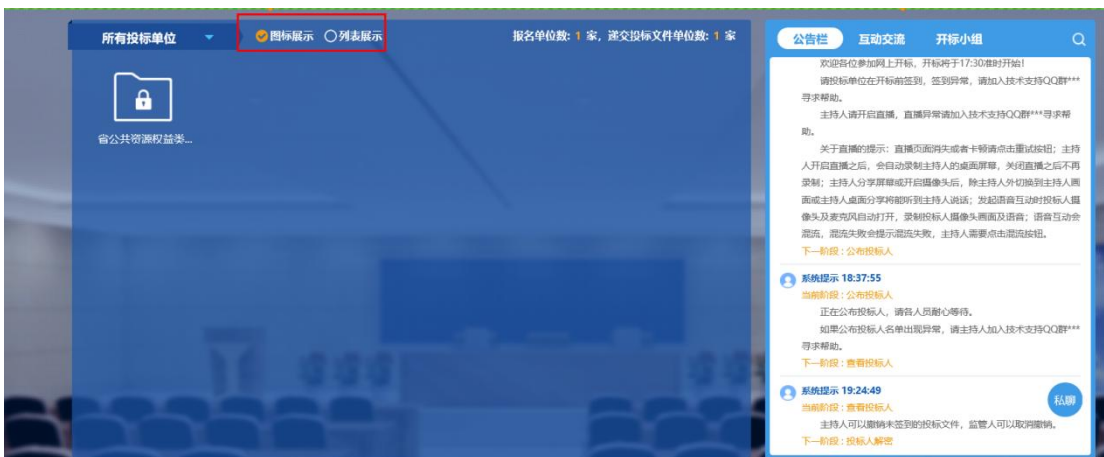 所有投标单位
图标展示 列表展示
报名单位数: 1 家, 递交投标文件单位数: 1 家
省公共资源权益类...
公告栏 互动交流 开标小组
欢迎各位参加网上开标，开标将于17:30准时开始!
请投标单位在开标前签到，签到异常，请加入技术支持QQ群***
寻求帮助。
主持人请开启直播，直播异常请加入技术支持QQ群***寻求帮
助。
关于直播的提示：直播页面消失或者卡顿请点击重试按钮；主持
人开启直播之后，会自动录制主持人的桌面屏幕，关闭直播之后不再
录制；主持人分享屏幕或开启摄像头后，除主持人外切换到主持人画
面或主持人桌面分享将能听到主持人说话；发起语音互动时投标人摄
像头及麦克风自动打开，录制投标人摄像头画面及语音；语音互动会
混流，混流失败会提示混流失败，主持人需要点击混流按钮。
下一阶段 : 公布投标人
系统提示 18:37:55
当前阶段 : 公布投标人
正在公布投标人，请各人员耐心等待。
如果公布投标人名单出现异常，请主持人加入技术支持QQ群***
寻求帮助。
下一阶段 : 查看投标人
系统提示 19:24:49
当前阶段 : 查看投标人
主持人可以撤销未签到的投标文件，监管人可以取消撤销。
下一阶段 : 投标人解密
私聊